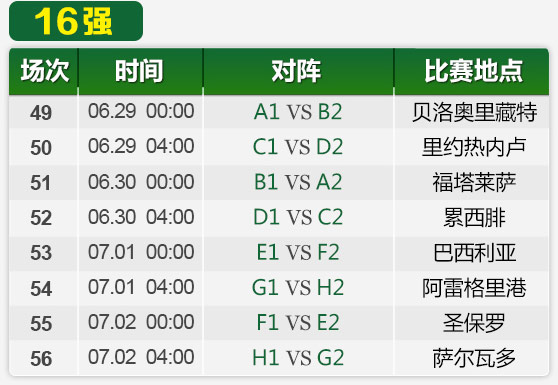 16强
场次 时间 对阵 比赛地点
49 06.29 00:00 A1 VS B2 贝洛奥里藏特
50 06.29 04:00 C1 VS D2 里约热内卢
51 06.30 00:00 B1 VS A2 福塔莱萨
52 06.30 04:00 D1 VS C2 累西腓
53 07.01 00:00 E1 VS F2 巴西利亚
54 07.01 04:00 G1 VS H2 阿雷格里港
55 07.02 00:00 F1 VS E2 圣保罗
56 07.02 04:00 H1 VS G2 萨尔瓦多